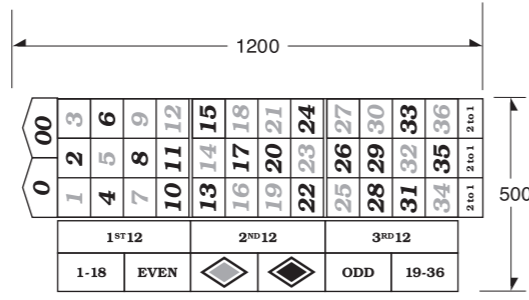 1200
00 3 6 9 12 15 18 21 24 27 30 33 36 2 to 1
2 5 8 11 14 17 20 23 26 29 32 35 2 to 1
0 1 4 7 10 13 16 19 22 25 28 31 34 2 to 1
500
1ST12 2ND12 3RD12
1-18 EVEN ODD 19-36